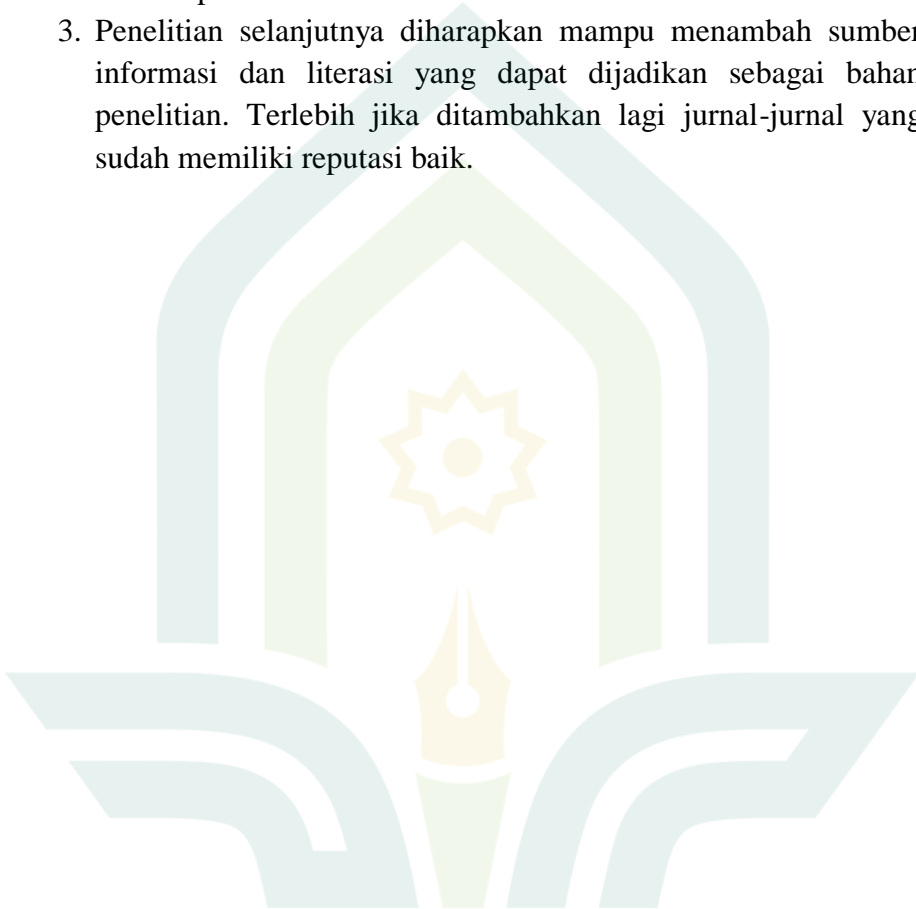 3. Penelitian selanjutnya diharapkan mampu menambah sumber
informasi dan literasi yang dapat dijadikan sebagai bahan
penelitian. Terlebih jika ditambahkan lagi jurnal-jurnal yang
sudah memiliki reputasi baik.